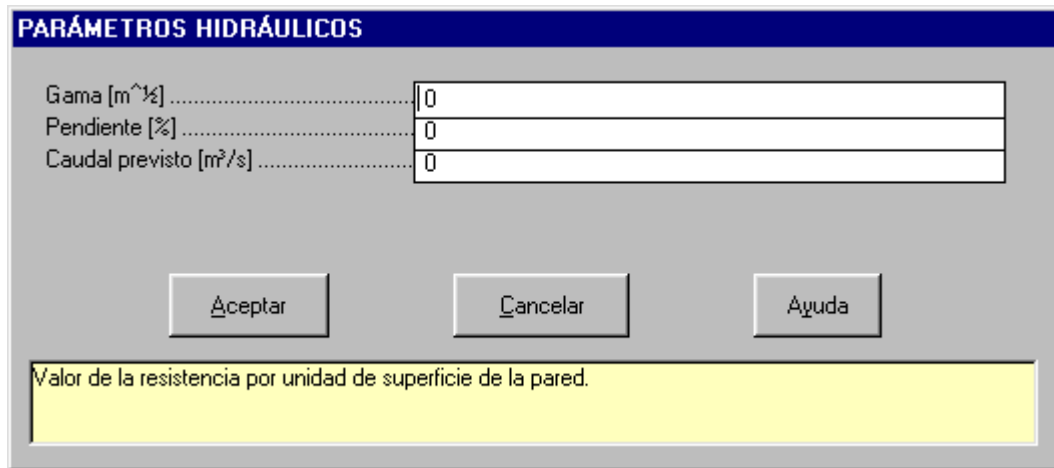 PARÁMETROS HIDRÁULICOS
Gama [m^½] ........................................ 0
Pendiente [%] ...................................... 0
Caudal previsto [m³/s] .......................... 0
Aceptar Cancelar Ayuda
Valor de la resistencia por unidad de superficie de la pared.